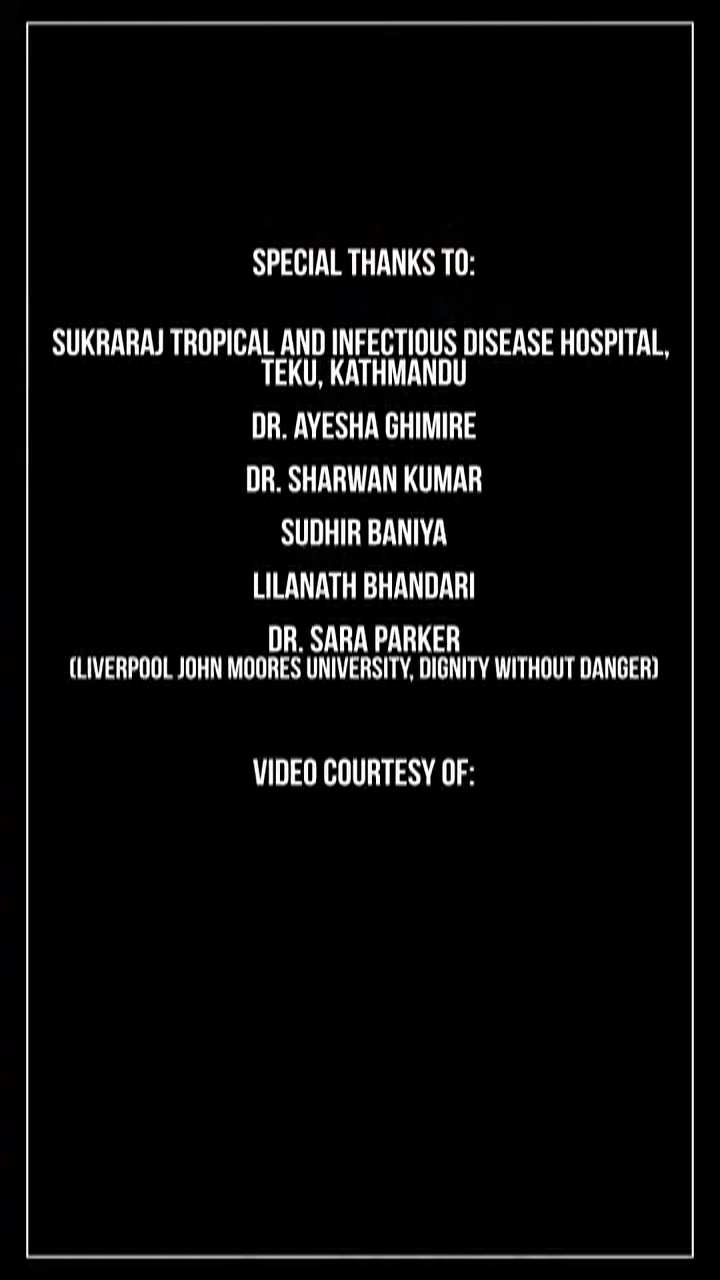 SPECIAL THANKS TO:
SUKRARAJ TROPICAL AND INFECTIOUS DISEASE HOSPITAL,
TEKU, KATHMANDU
DR. AYESHA GHIMIRE
DR. SHARWAN KUMAR
SUDHIR BANIYA
LILANATH BHANDARI
DR. SARA PARKER
(LIVERPOOL JOHN MOORES UNIVERSITY, DIGNITY WITHOUT DANGER)
VIDEO COURTESY OF: